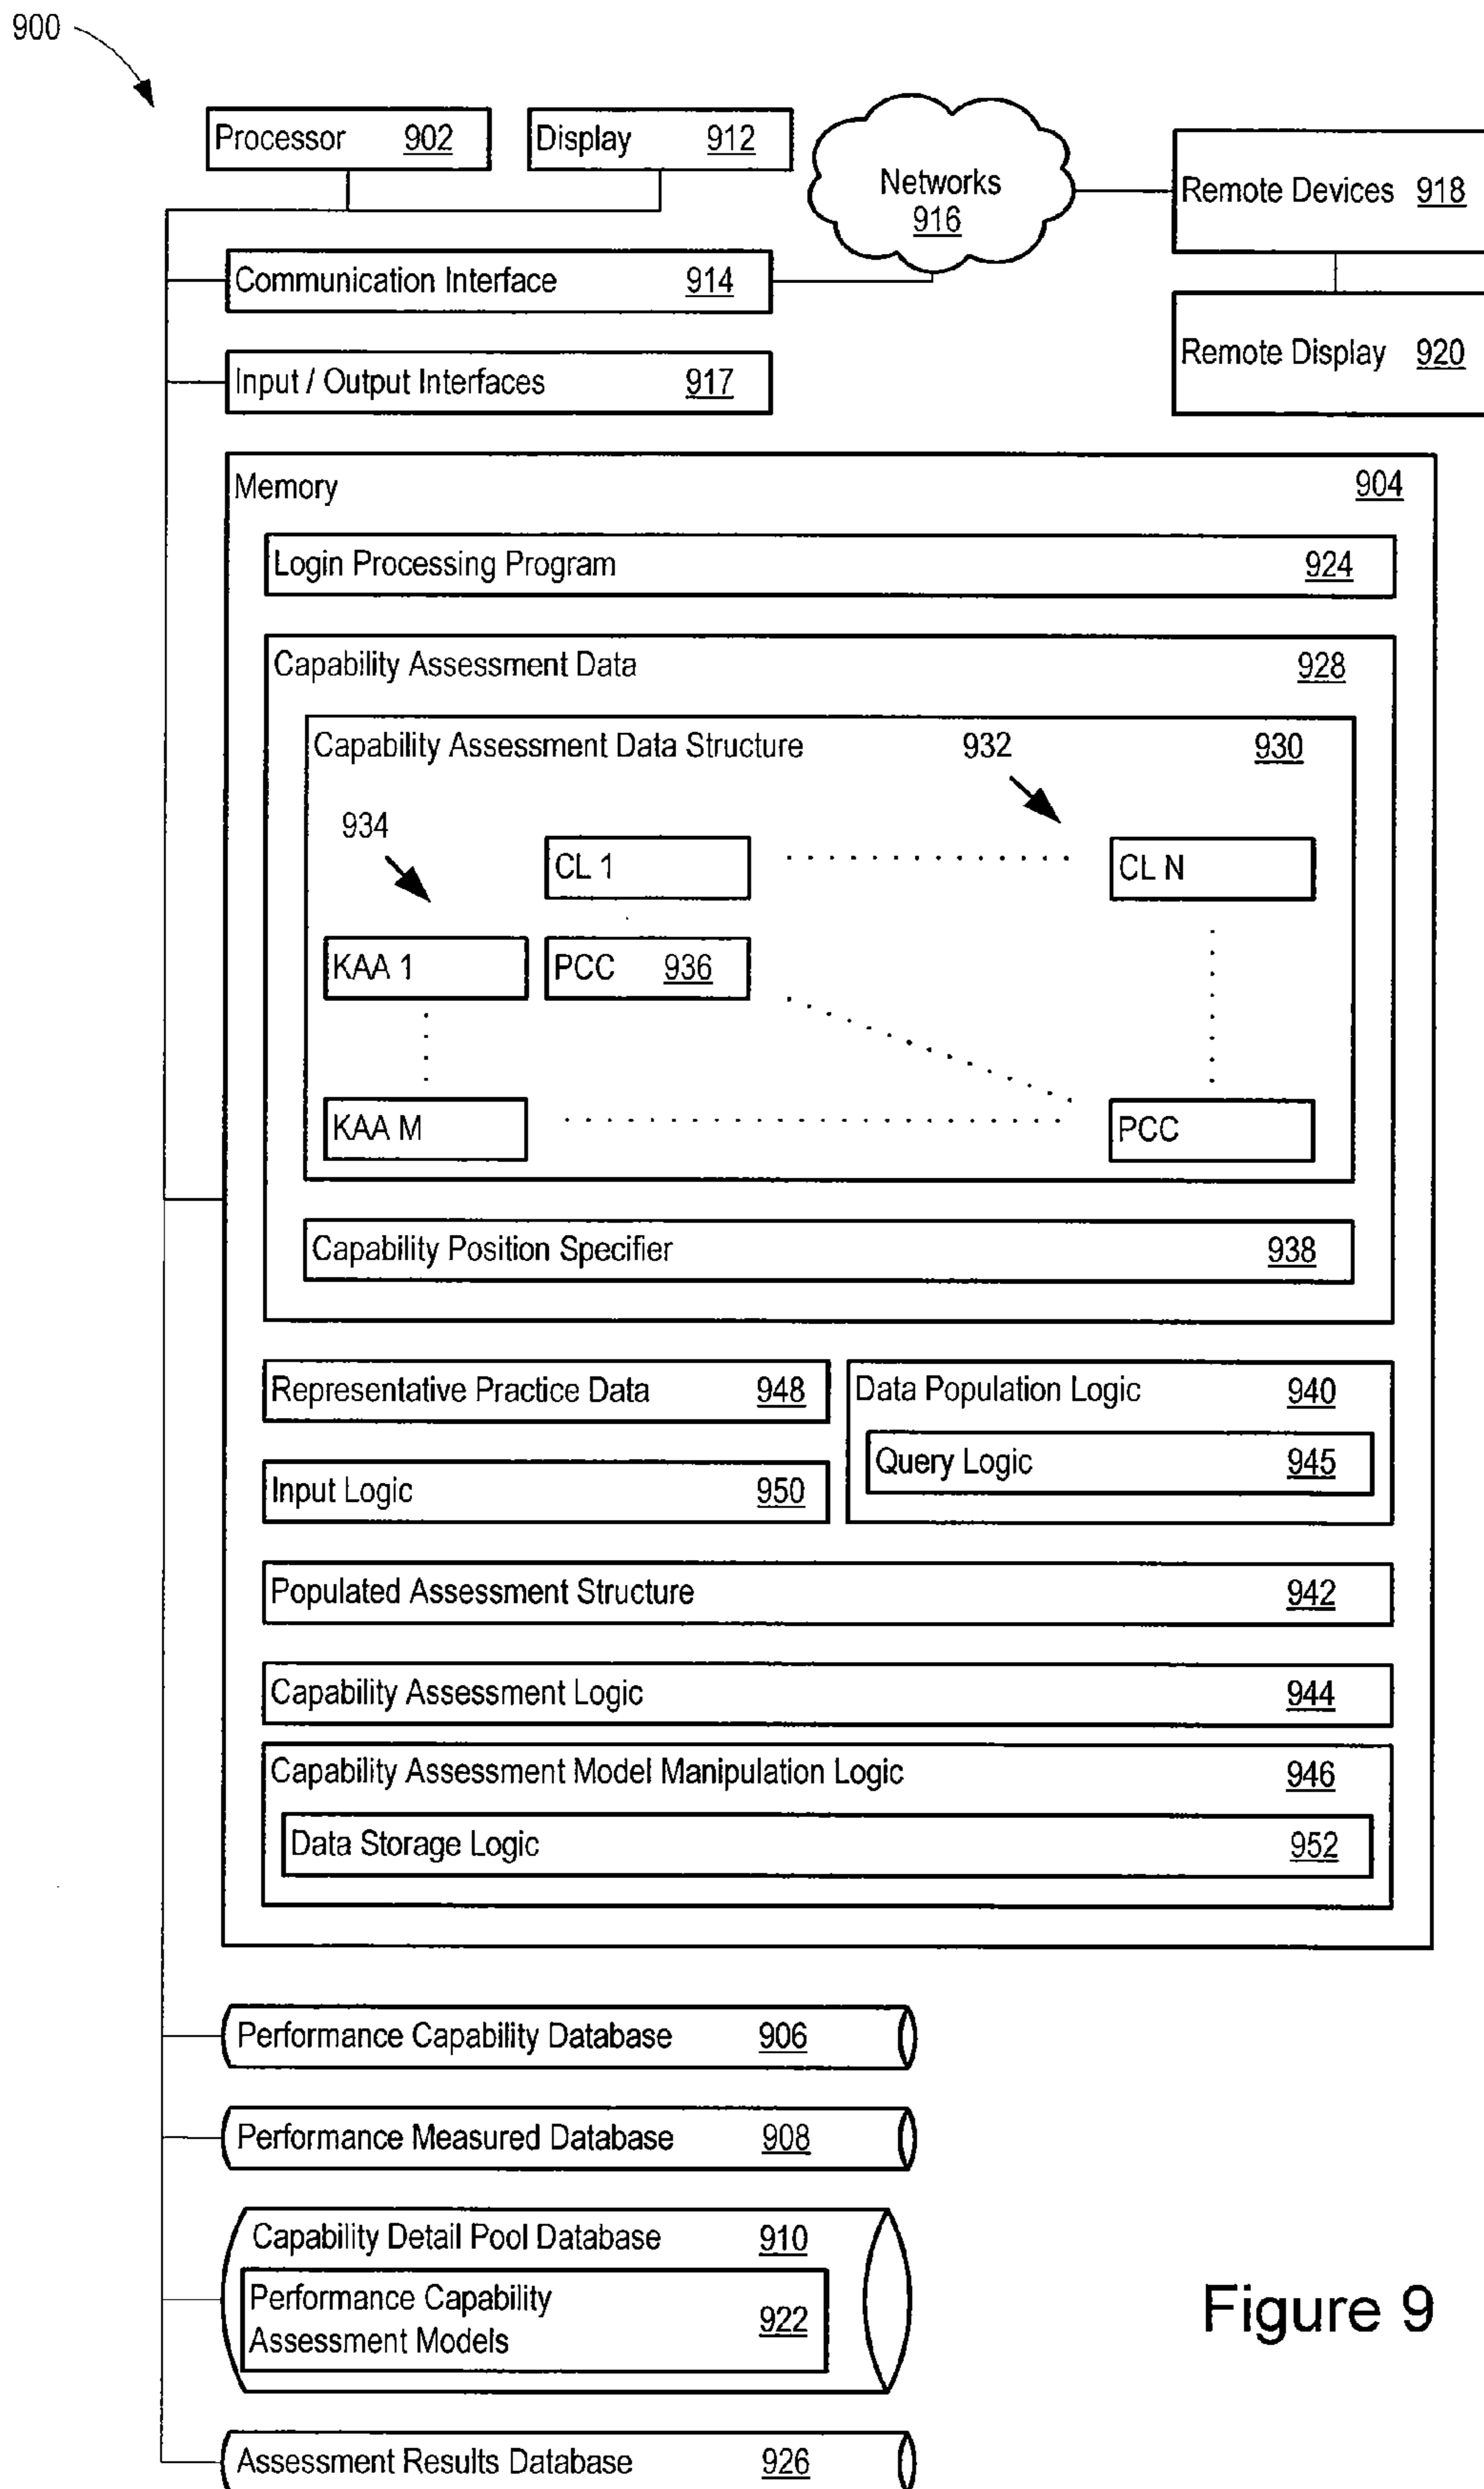 900
Processor 902
Display 912
Networks
916
Remote Devices 918
Communication Interface 914
Remote Display 920
Input / Output Interfaces 917
Memory 904
Login Processing Program 924
Capability Assessment Data 928
Capability Assessment Data Structure 932 930
934
CL 1
CL N
KAA 1
PCC 936
KAA M
PCC
Capability Position Specifier 938
Representative Practice Data 948
Data Population Logic 940
Query Logic 945
Input Logic 950
Populated Assessment Structure 942
Capability Assessment Logic 944
Capability Assessment Model Manipulation Logic 946
Data Storage Logic 952
Performance Capability Database 906
Performance Measured Database 908
Capability Detail Pool Database 910
Performance Capability
Assessment Models 922
Figure 9
Assessment Results Database 926